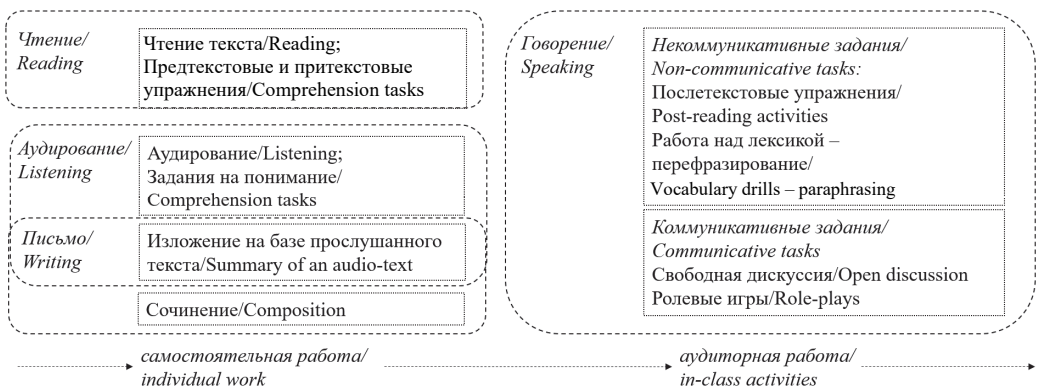 Чтение/
Reading
Чтение текста/Reading;
Предтекстовые и притекстовые
упражнения/Comprehension tasks
Аудирование/
Listening
Аудирование/Listening;
Задания на понимание/
Comprehension tasks
Письмо/
Writing
Изложение на базе прослушанного
текста/Summary of an audio-text
Сочинение/Composition
Говорение/
Speaking
Некоммуникативные задания/
Non-communicative tasks:
Послетекстовые упражнения/
Post-reading activities
Работа над лексикой –
перефразирование/
Vocabulary drills – paraphrasing
Коммуникативные задания/
Communicative tasks
Свободная дискуссия/Open discussion
Ролевые игры/Role-plays
самостоятельная работа/
individual work
аудиторная работа/
in-class activities